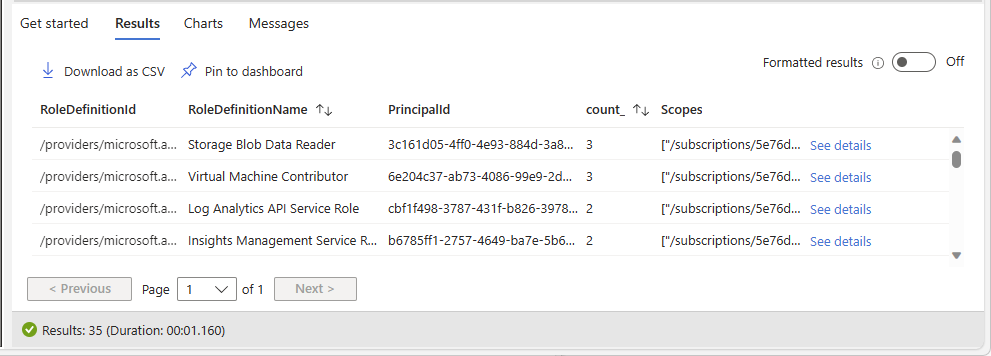 Get started Results Charts Messages
Download as CSV Pin to dashboard Formatted results Off
RoleDefinitionId RoleDefinitionName PrincipalId count_ Scopes
/providers/microsoft.a... Storage Blob Data Reader 3c161d05-4ff0-4e93-884d-3a8... 3 ["/subscriptions/5e76d... See details
/providers/microsoft.a... Virtual Machine Contributor 6e204c37-ab73-4086-99e9-2d... 3 ["/subscriptions/5e76d... See details
/providers/microsoft.a... Log Analytics API Service Role cbf1f498-3787-431f-b826-3978... 2 ["/subscriptions/5e76d... See details
/providers/microsoft.a... Insights Management Service R... b6785ff1-2757-4649-ba7e-5b6... 2 ["/subscriptions/5e76d... See details
< Previous Page 1 of 1 Next >
Results: 35 (Duration: 00:01.160)